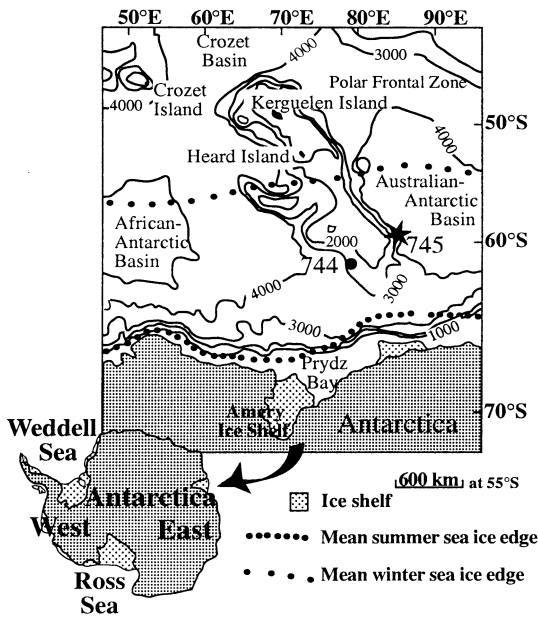 50°E 60°E 70°E 80°E 90°E
Crozet
Basin
4000
3000
Polar Frontal Zone
4000
Crozet
Island
Kerguelen Island
4000
50°S
Heard Island
Australian-
Antarctic
Basin
African-
Antarctic
Basin
2000
745
60°S
744
4000
3000
3000
1000
Prydz
Bay
Amery
Ice Shelf
Antarctica
70°S
Weddell
Sea
600 km at 55°S
Antarctica
Ice shelf
West
East
Mean summer sea ice edge
Ross
Sea
Mean winter sea ice edge